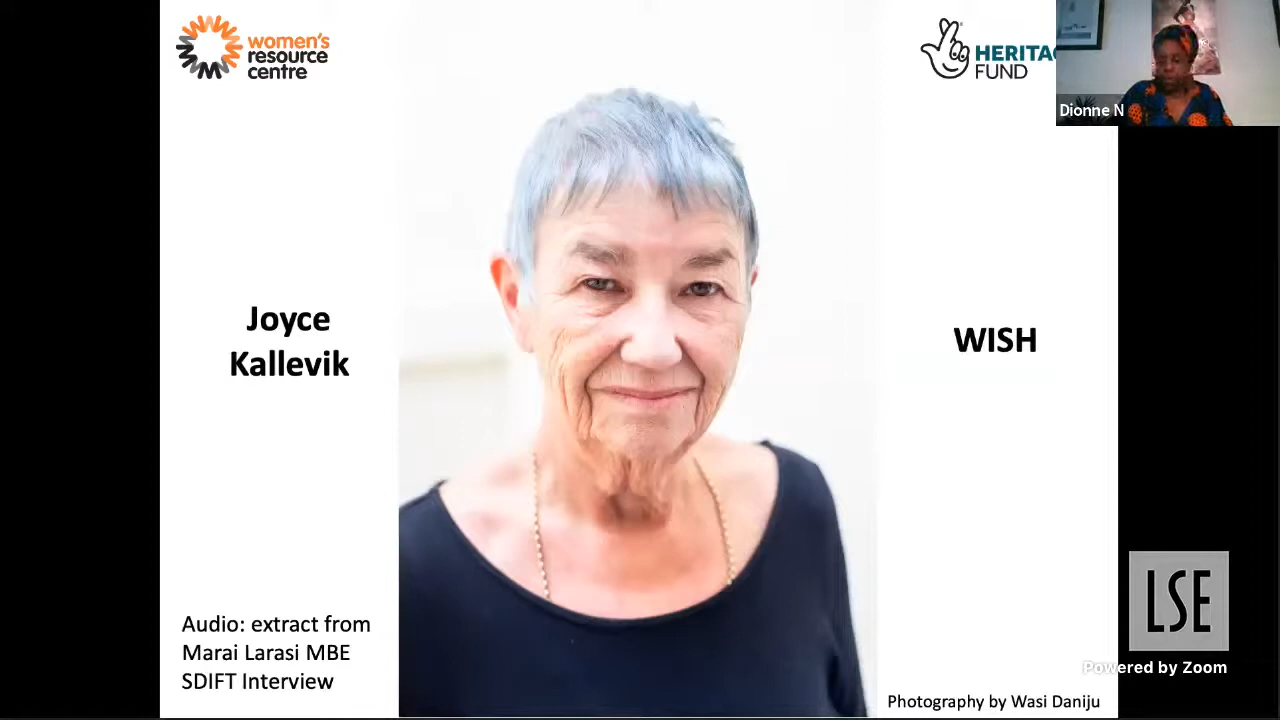 women's
resource
centre
HERITAG
FUND
Dionne N
Joyce
Kallevik
WISH
Audio: extract from
Marai Larasi MBE
SDIFT Interview
Photography by Wasi Daniju
LSE
Powered by Zoom